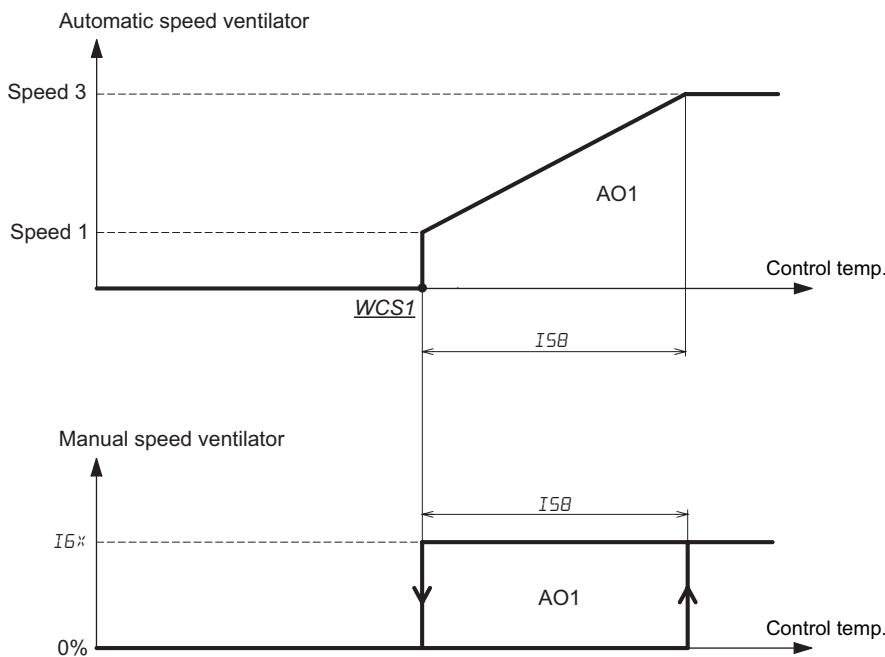 Automatic speed ventilator
Speed 3
AO1
Speed 1
Control temp.
WCS1
I58
Manual speed ventilator
I58
I6x
AO1
Control temp.
0%